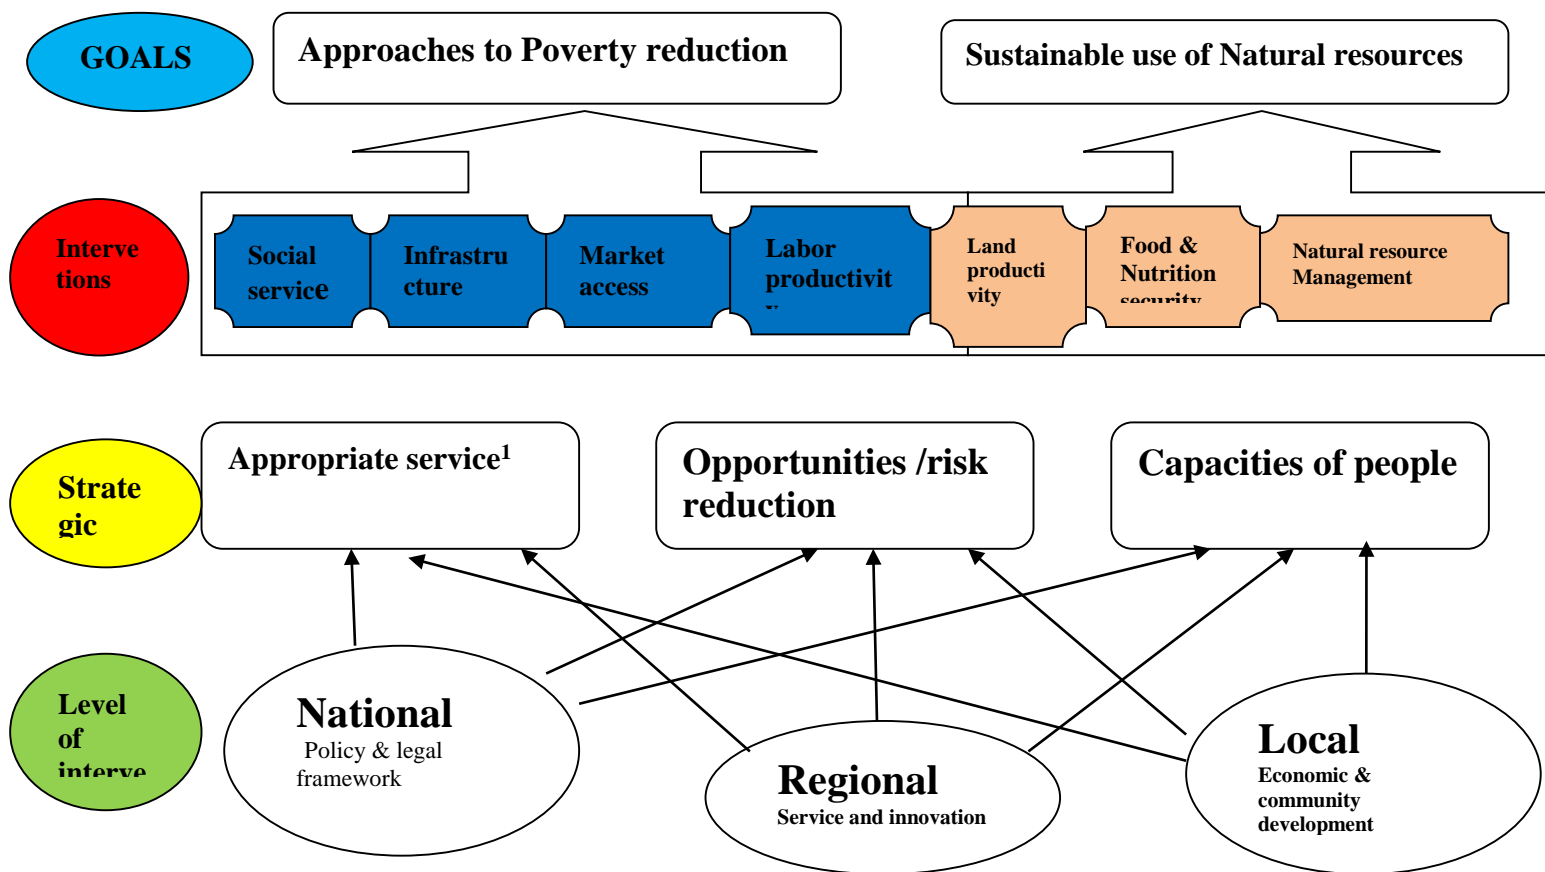 GOALS
Approaches to Poverty reduction
Sustainable use of Natural resources
Interve
tions
Social
service
Infrastru
cture
Market
access
Labor
productivit
y
Land
producti
vity
Food &
Nutrition
security
Natural resource
Management
Strate
gic
Appropriate service¹
Opportunities /risk
reduction
Capacities of people
Level
of
interve
National
Policy & legal
framework
Regional
Service and innovation
Local
Economic &
community
development